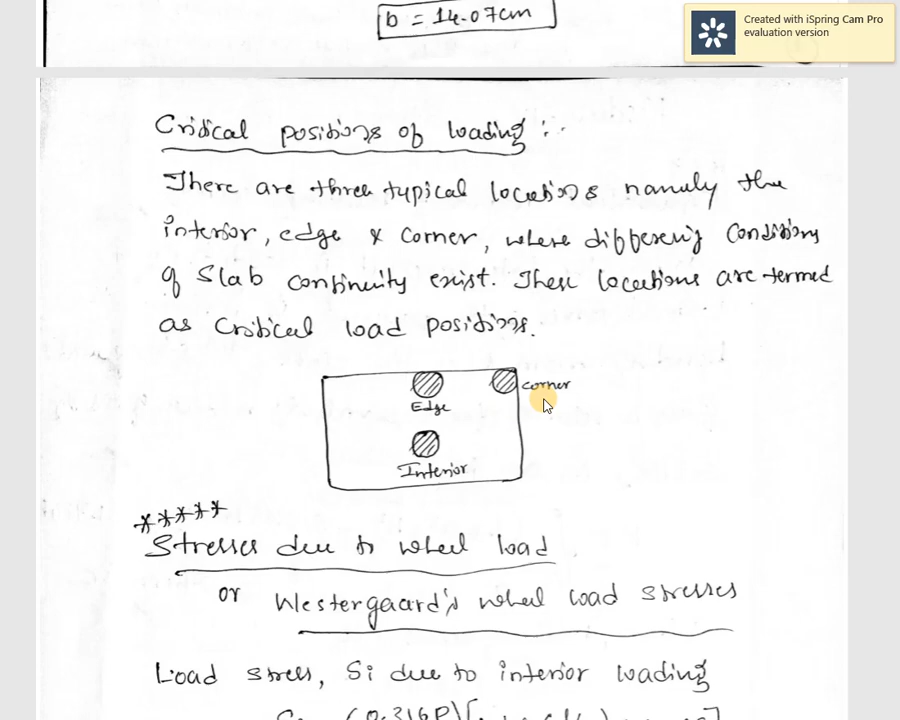 b = 14.07cm
Created with iSpring Cam Pro
evaluation version
Critical positions of loading :-
There are three typical locations namely the
interior, edge & corner, where differing conditions
of slab continuity exist. These locations are termed
as critical load positions.
corner
Edge
Interior
*****
Stresses due to wheel load
or Westergaard's wheel load stresses
Load stress, Si due to interior loading
(0.316P)